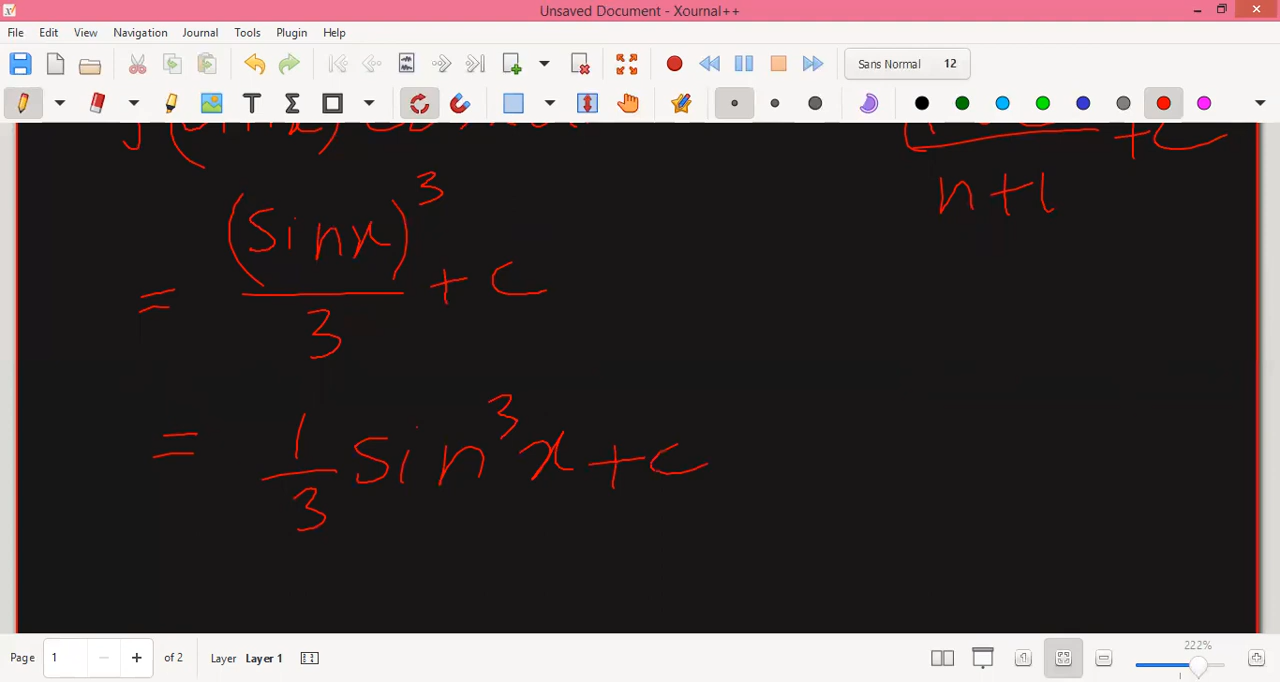 Unsaved Document - Xournal++
File Edit View Navigation Journal Tools Plugin Help
Sans Normal 12
n+1
+c
(sinx)^3
= ——— + c
3
= 1/3 sin^3 x + c
Page 1 of 2 Layer Layer 1 222%